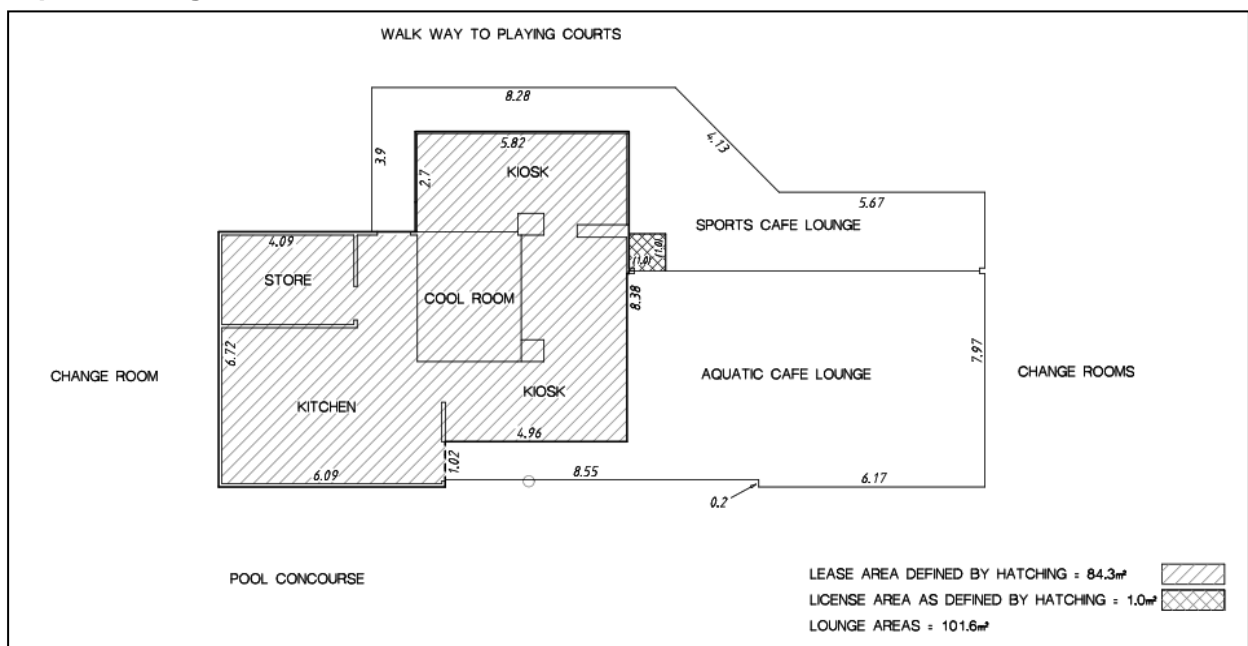 WALK WAY TO PLAYING COURTS
8.28
3.9
5.82
2.7
KIOSK
4.13
5.67
SPORTS CAFE LOUNGE
4.09
STORE
(1.0)
(1.0)
COOL ROOM
8.38
6.72
7.97
CHANGE ROOM
AQUATIC CAFE LOUNGE
CHANGE ROOMS
KITCHEN
KIOSK
4.96
1.02
6.09
8.55
6.17
0.2
POOL CONCOURSE
LEASE AREA DEFINED BY HATCHING = 84.3m²
LICENSE AREA AS DEFINED BY HATCHING = 1.0m²
LOUNGE AREAS = 101.6m²